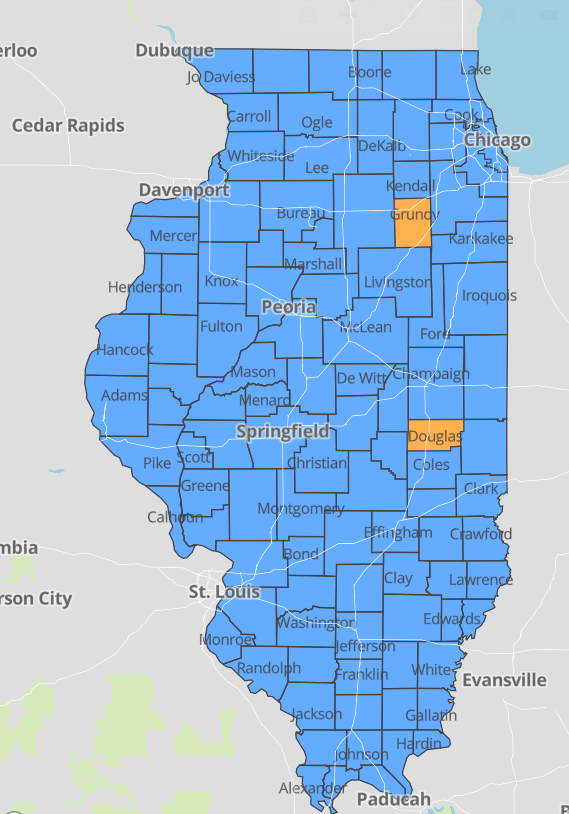 Dubuque
erloo
Jo Daviess
Boone
Lake
Carroll
Ogle
Cook
Cedar Rapids
Chicago
DeKalb
Whiteside
Lee
Kendall
Davenport
Bureau
Grundy
Mercer
Kankakee
Marshall
Knox
Livingston
Henderson
Iroquois
Peoria
Fulton
McLean
Ford
Hancock
Mason
De Witt
Champaign
Adams
Menard
Springfield
Douglas
Pike
Scott
Christian
Coles
Greene
Clark
Montgomery
Calhoun
Effingham
Crawford
mbia
Bond
Clay
Lawrence
St. Louis
rson City
Washington
Edwards
Monroe
Jefferson
Randolph
Franklin
White
Evansville
Jackson
Gallatin
Hardin
Johnson
Alexander
Paducah